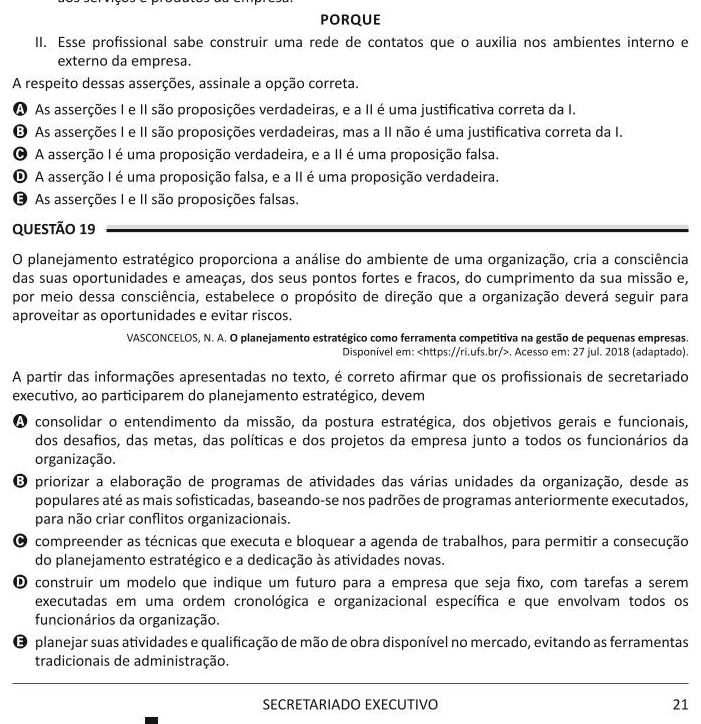 aos serviços e produtos da empresa.
PORQUE
II. Esse profissional sabe construir uma rede de contatos que o auxilia nos ambientes interno e
externo da empresa.
A respeito dessas asserções, assinale a opção correta.
A As asserções I e II são proposições verdadeiras, e a II é uma justificativa correta da I.
B As asserções I e II são proposições verdadeiras, mas a II não é uma justificativa correta da I.
C A asserção I é uma proposição verdadeira, e a II é uma proposição falsa.
D A asserção I é uma proposição falsa, e a II é uma proposição verdadeira.
E As asserções I e II são proposições falsas.
QUESTÃO 19
O planejamento estratégico proporciona a análise do ambiente de uma organização, cria a consciência
das suas oportunidades e ameaças, dos seus pontos fortes e fracos, do cumprimento da sua missão e,
por meio dessa consciência, estabelece o propósito de direção que a organização deverá seguir para
aproveitar as oportunidades e evitar riscos.
VASCONCELOS, N. A. O planejamento estratégico como ferramenta competitiva na gestão de pequenas empresas.
Disponível em: <https://ri.ufs.br/>. Acesso em: 27 jul. 2018 (adaptado).
A partir das informações apresentadas no texto, é correto afirmar que os profissionais de secretariado
executivo, ao participarem do planejamento estratégico, devem
A consolidar o entendimento da missão, da postura estratégica, dos objetivos gerais e funcionais,
dos desafios, das metas, das políticas e dos projetos da empresa junto a todos os funcionários da
organização.
B priorizar a elaboração de programas de atividades das várias unidades da organização, desde as
populares até as mais sofisticadas, baseando-se nos padrões de programas anteriormente executados,
para não criar conflitos organizacionais.
C compreender as técnicas que executa e bloquear a agenda de trabalhos, para permitir a consecução
do planejamento estratégico e a dedicação às atividades novas.
D construir um modelo que indique um futuro para a empresa que seja fixo, com tarefas a serem
executadas em uma ordem cronológica e organizacional específica e que envolvam todos os
funcionários da organização.
E planejar suas atividades e qualificação de mão de obra disponível no mercado, evitando as ferramentas
tradicionais de administração.
SECRETARIADO EXECUTIVO 21